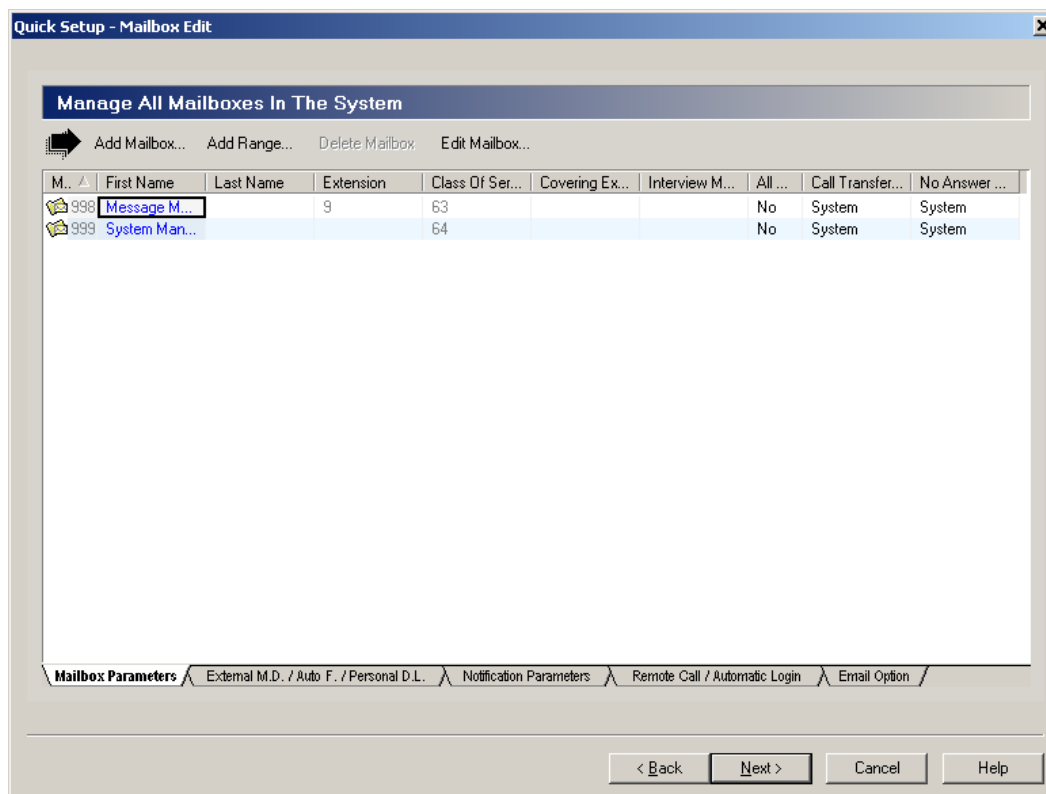 Quick Setup - Mailbox Edit
Manage All Mailboxes In The System
Add Mailbox... Add Range... Delete Mailbox Edit Mailbox...
M.. First Name Last Name Extension Class Of Ser... Covering Ex... Interview M... All ... Call Transfer... No Answer ...
998 Message M... 9 63 No System System
999 System Man... 64 No System System
Mailbox Parameters External M.D. / Auto F. / Personal D.L. Notification Parameters Remote Call / Automatic Login Email Option
< Back Next > Cancel Help